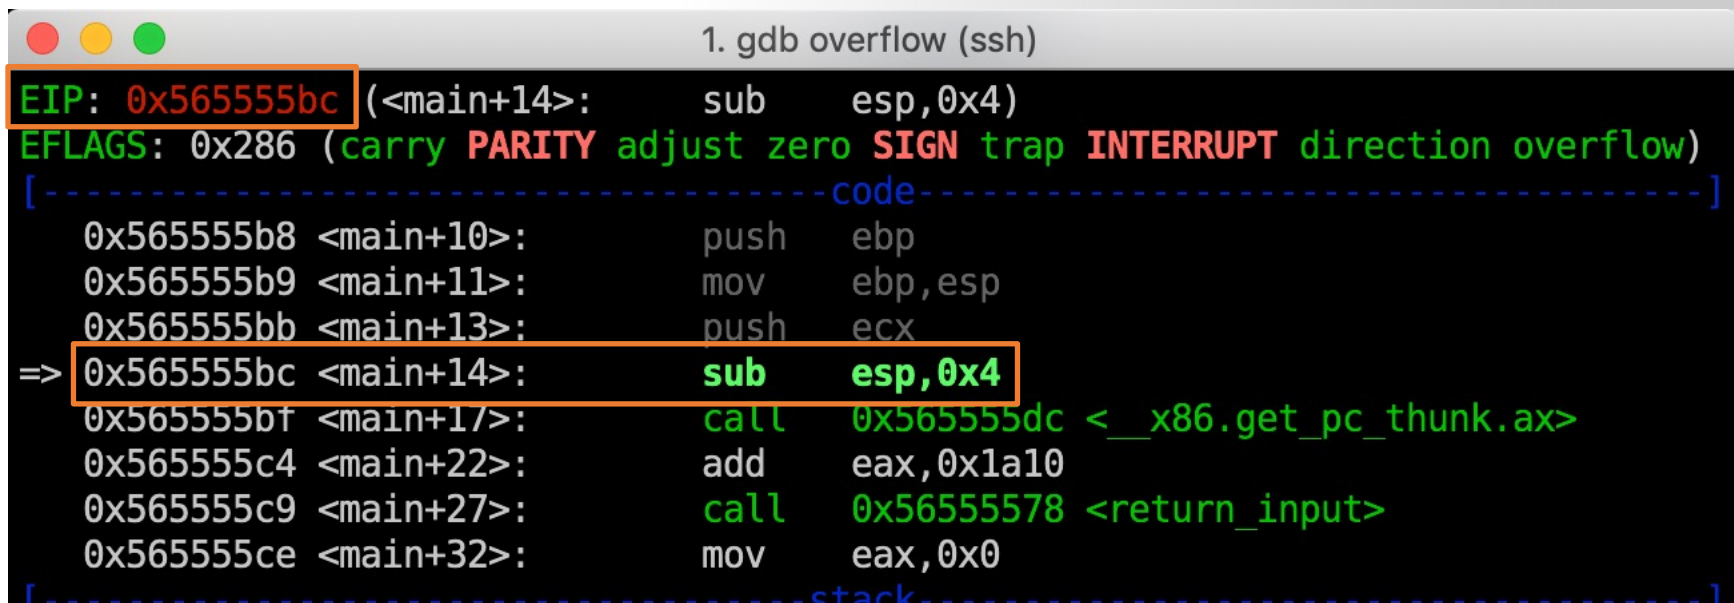 1. gdb overflow (ssh)
EIP: 0x565555bc (<main+14>: sub esp,0x4)
EFLAGS: 0x286 (carry PARITY adjust zero SIGN trap INTERRUPT direction overflow)
[-------------------------------------code-------------------------------------]
0x565555b8 <main+10>: push ebp
0x565555b9 <main+11>: mov ebp,esp
0x565555bb <main+13>: push ecx
=> 0x565555bc <main+14>: sub esp,0x4
0x565555bf <main+17>: call 0x565555dc <__x86.get_pc_thunk.ax>
0x565555c4 <main+22>: add eax,0x1a10
0x565555c9 <main+27>: call 0x56555578 <return_input>
0x565555ce <main+32>: mov eax,0x0
[------------------------------------stack-------------------------------------]